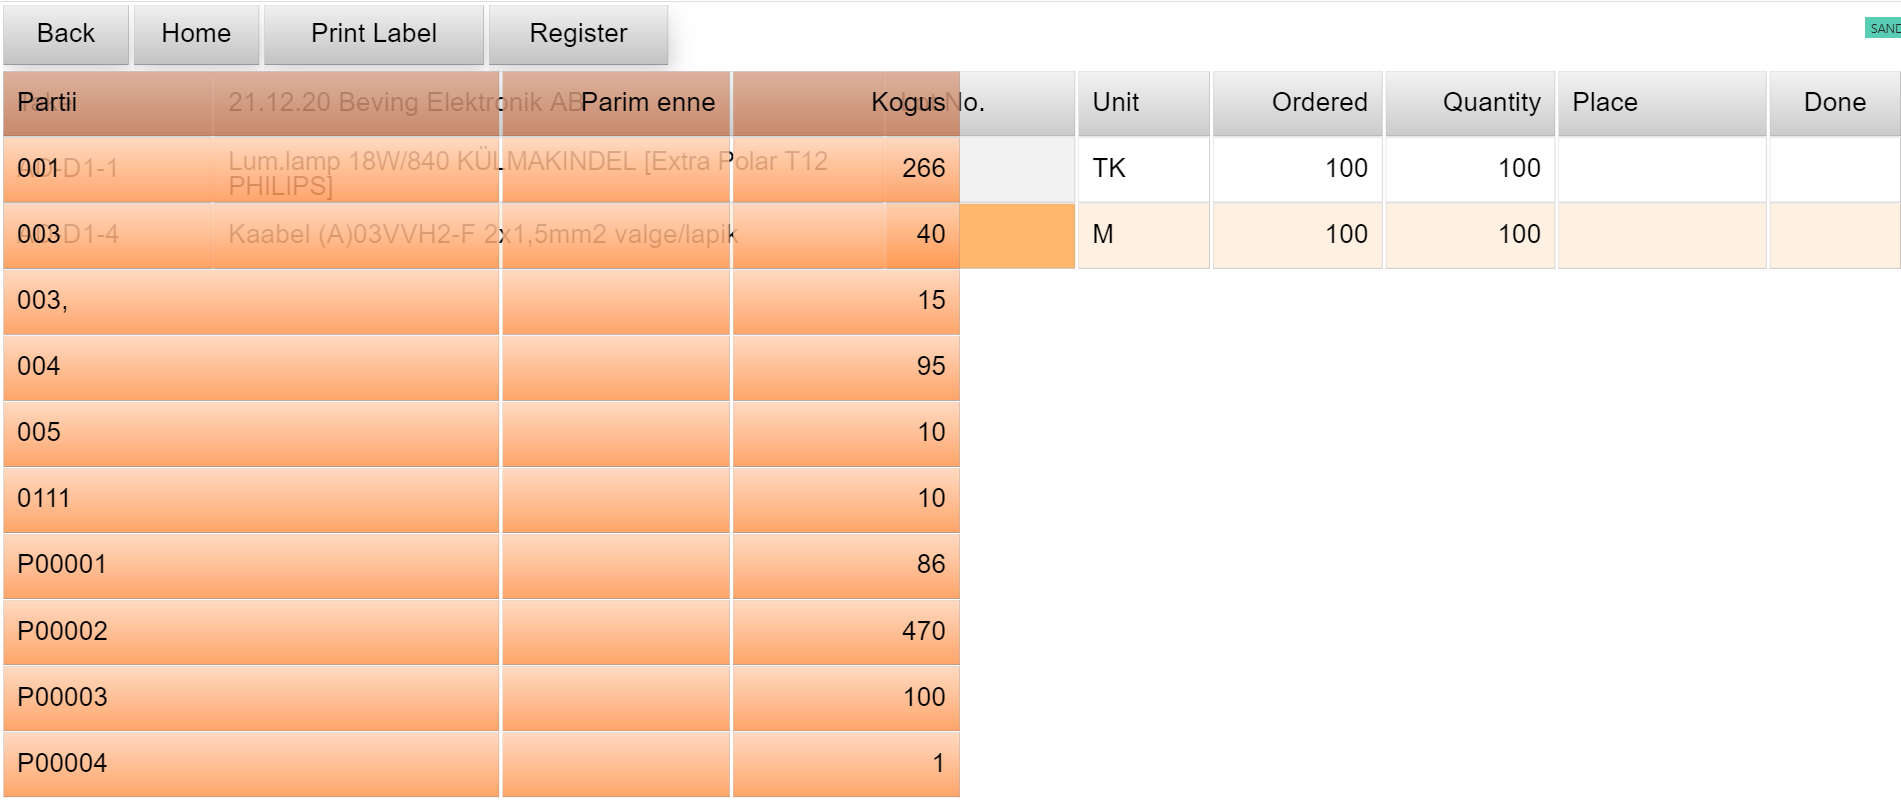 Back Home Print Label Register
SAND
Partii 21.12.20 Beving Elektronik AB Parim enne Kogus No. Unit Ordered Quantity Place Done
001 D1-1 Lum.lamp 18W/840 KÜLMAKINDEL [Extra Polar T12 266 TK 100 100
PHILIPS]
003 D1-4 Kaabel (A)03VVH2-F 2x1,5mm2 valge/lapik 40 M 100 100
003, 15
004 95
005 10
0111 10
P00001 86
P00002 470
P00003 100
P00004 1